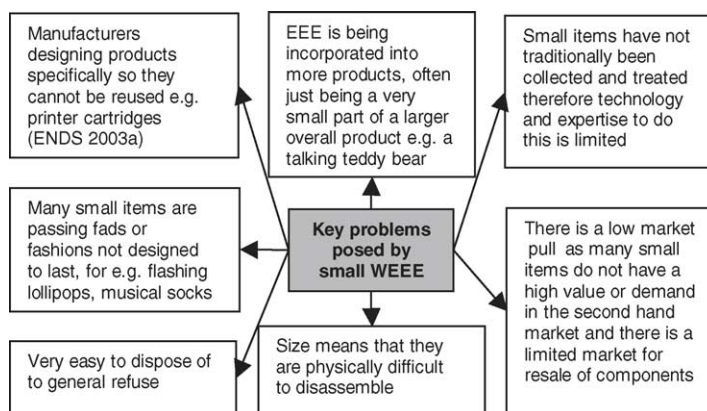 Manufacturers
designing products
specifically so they
cannot be reused e.g.
printer cartridges
(ENDS 2003a)
EEE is being
incorporated into
more products, often
just being a very
small part of a larger
overall product e.g. a
talking teddy bear
Small items have not
traditionally been
collected and treated
therefore technology
and expertise to do
this is limited
Many small items are
passing fads or
fashions not designed
to last, for e.g. flashing
lollipops, musical socks
Key problems
posed by
small WEEE
There is a low market
pull as many small
items do not have a
high value or demand
in the second hand
market and there is a
limited market for
resale of components
Very easy to dispose of
to general refuse
Size means that they
are physically difficult
to disassemble